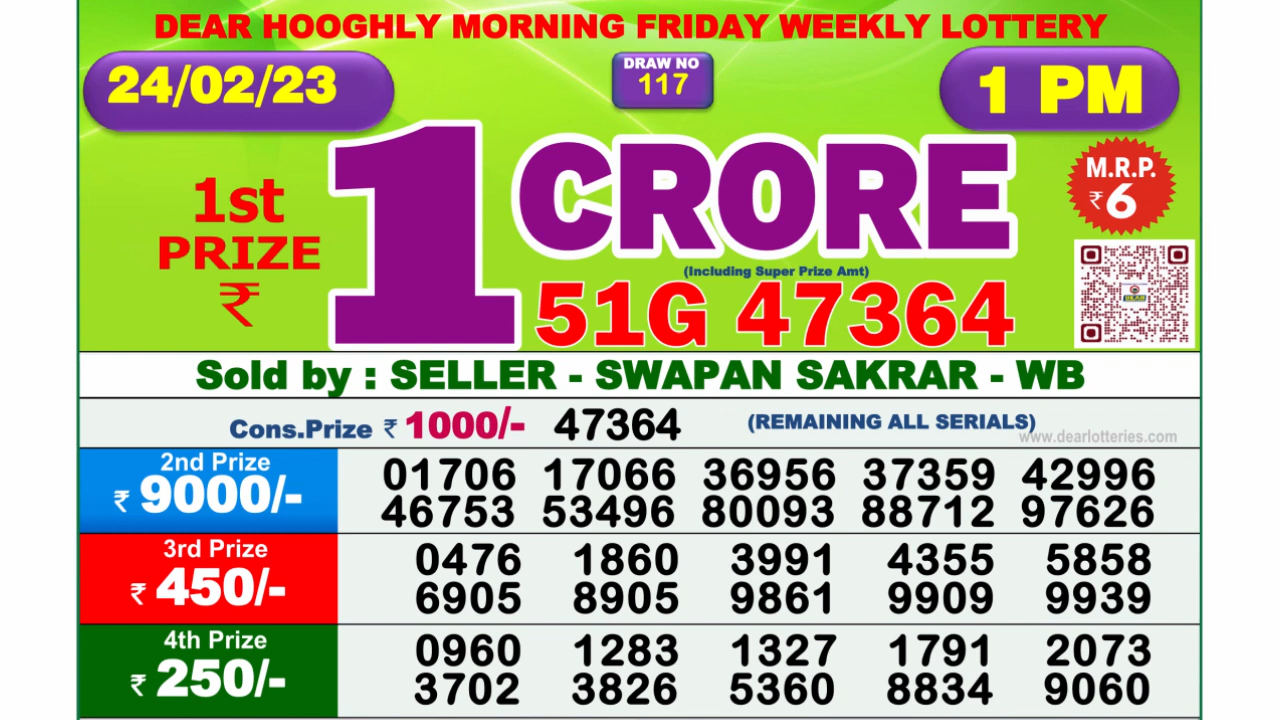 DEAR HOOGHLY MORNING FRIDAY WEEKLY LOTTERY
24/02/23
DRAW NO
117
1 PM
1st
PRIZE
₹
1 CRORE
(Including Super Prize Amt)
51G 47364
M.R.P.
₹ 6
Sold by : SELLER - SWAPAN SAKRAR - WB
Cons.Prize ₹ 1000/- 47364 (REMAINING ALL SERIALS)
www.dearlotteries.com
2nd Prize
₹ 9000/-
01706 17066 36956 37359 42996
46753 53496 80093 88712 97626
3rd Prize
₹ 450/-
0476 1860 3991 4355 5858
6905 8905 9861 9909 9939
4th Prize
₹ 250/-
0960 1283 1327 1791 2073
3702 3826 5360 8834 9060